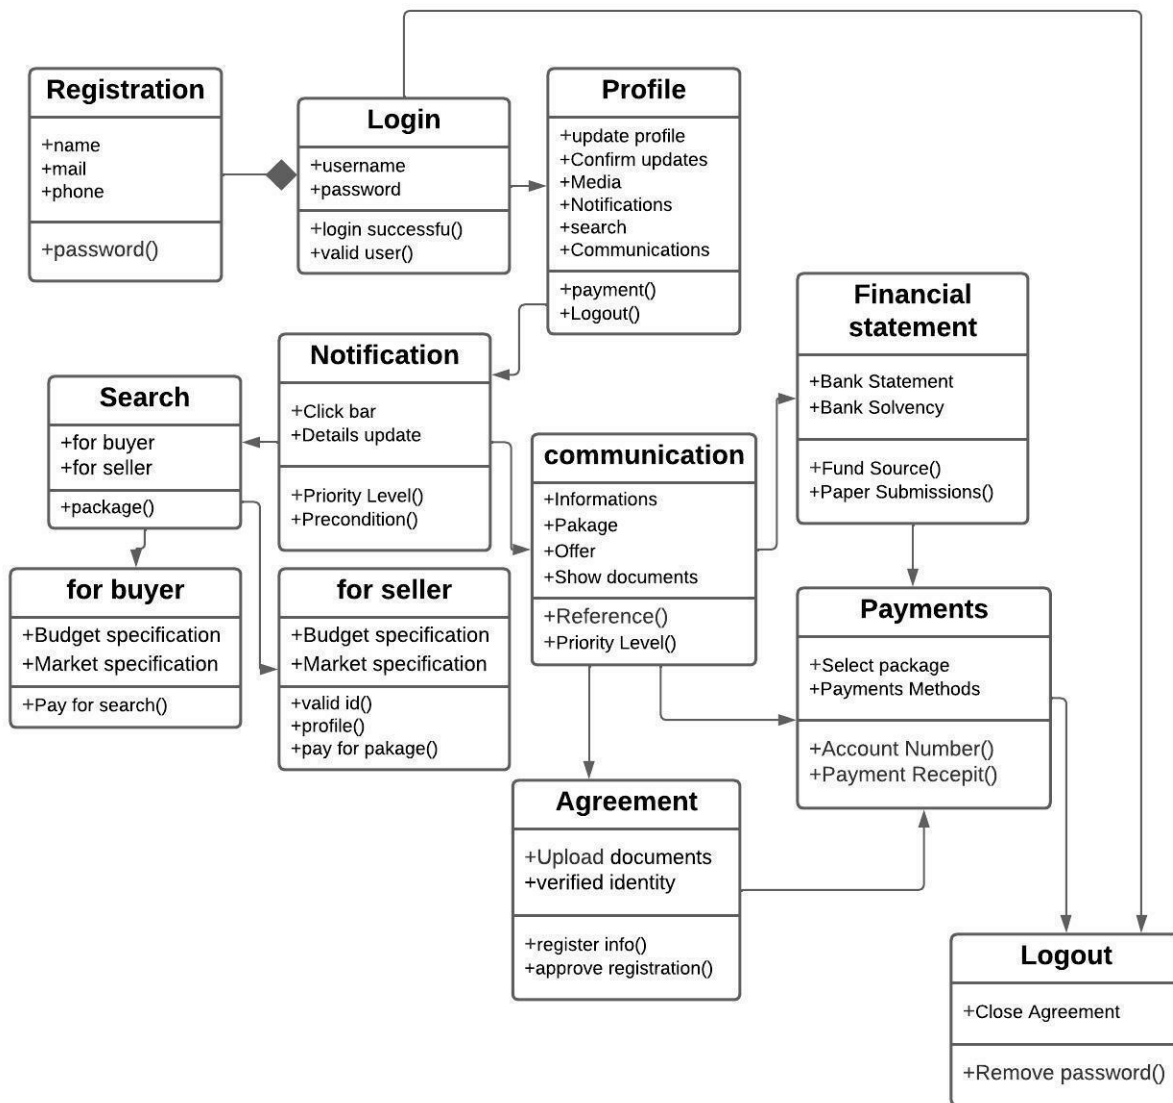 Registration
+name
+mail
+phone
+password()
Login
+username
+password
+login successfu()
+valid user()
Profile
+update profile
+Confirm updates
+Media
+Notifications
+search
+Communications
+payment()
+Logout()
Notification
+Click bar
+Details update
+Priority Level()
+Precondition()
Search
+for buyer
+for seller
+package()
Financial
statement
+Bank Statement
+Bank Solvency
+Fund Source()
+Paper Submissions()
communication
+Informations
+Pakage
+Offer
+Show documents
+Reference()
+Priority Level()
for buyer
+Budget specification
+Market specification
+Pay for search()
for seller
+Budget specification
+Market specification
+valid id()
+profile()
+pay for pakage()
Payments
+Select package
+Payments Methods
+Account Number()
+Payment Recepit()
Agreement
+Upload documents
+verified identity
+register info()
+approve registration()
Logout
+Close Agreement
+Remove password()